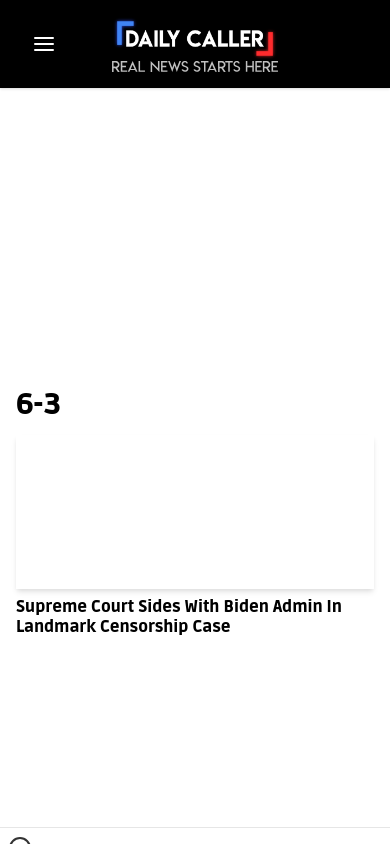 DAILY CALLER
REAL NEWS STARTS HERE
6-3
Supreme Court Sides With Biden Admin In
Landmark Censorship Case